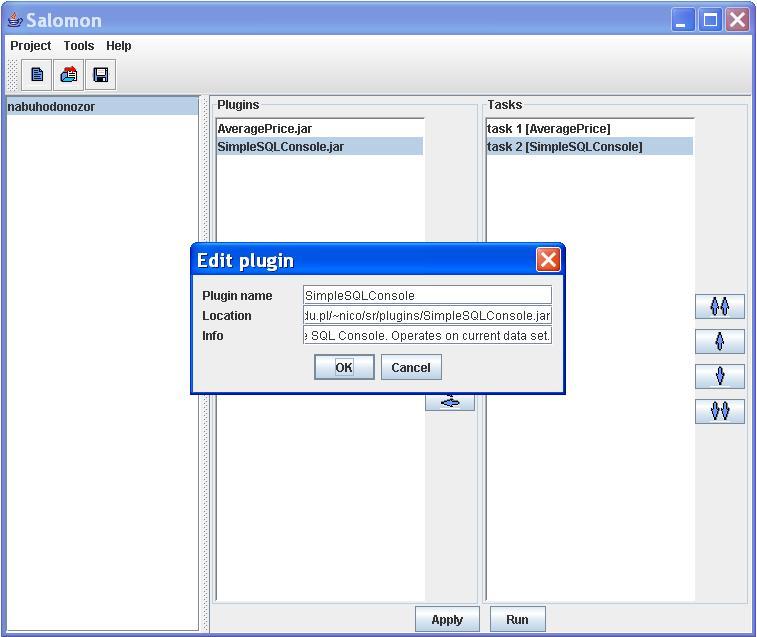 Salomon
Project Tools Help
nabuhodonozor
Plugins
AveragePrice.jar
SimpleSQLConsole.jar
Tasks
task 1 [AveragePrice]
task 2 [SimpleSQLConsole]
Edit plugin
Plugin name SimpleSQLConsole
Location du.pl/~nico/sr/plugins/SimpleSQLConsole.jar
Info e SQL Console. Operates on current data set.
OK Cancel
Apply Run